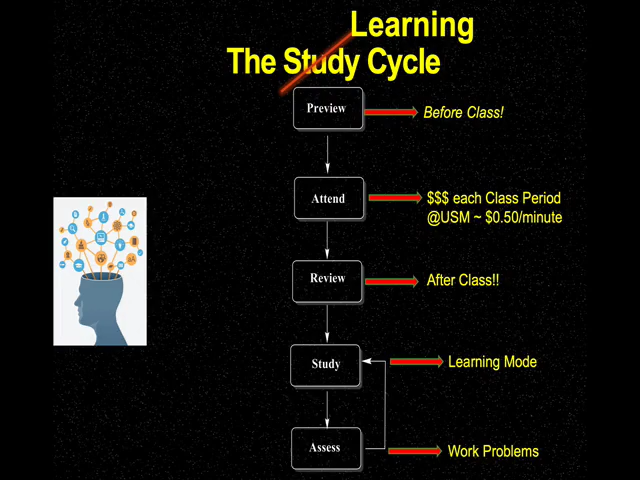 Learning
The Study Cycle
Preview
Before Class!
Attend
$$$ each Class Period
@USM ~ $0.50/minute
Review
After Class!!
Study
Learning Mode
Assess
Work Problems